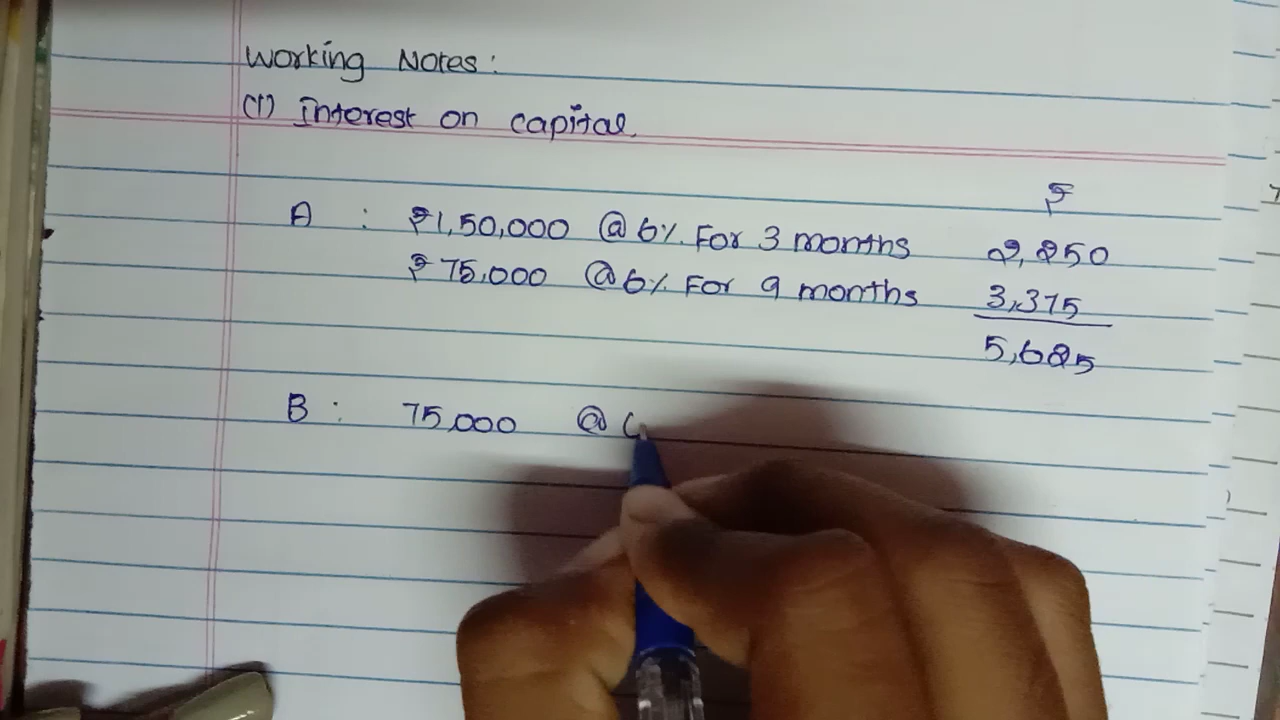 Working Notes:
(1) Interest on capital.
₹
A : ₹1,50,000 @ 6% For 3 months 2,250
₹ 75,000 @ 6% For 9 months 3,375
5,625
B : 75,000 @